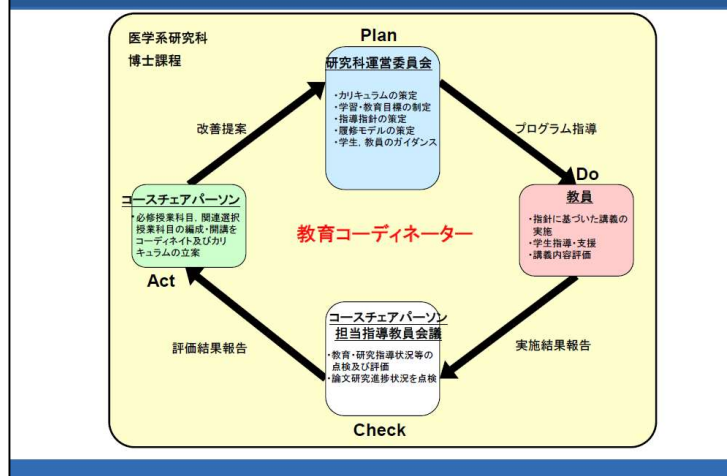 医学系研究科
博士課程
Plan
研究科運営委員会
・カリキュラムの策定
・学習・教育目標の制定
・指導指針の策定
・履修モデルの策定
・学生, 教員のガイダンス
改善提案
プログラム指導
Do
教員
・指針に基づいた講義の
実施
・学生指導・支援
・講義内容評価
コースチェアパーソン
・必修授業科目, 関連選択
授業科目の編成・開講を
コーディネイト及びカリ
キュラムの立案
Act
教育コーディネーター
コースチェアパーソン
担当指導教員会議
・教育・研究指導状況等の
点検及び評価
・論文研究進捗状況を点検
Check
評価結果報告
実施結果報告